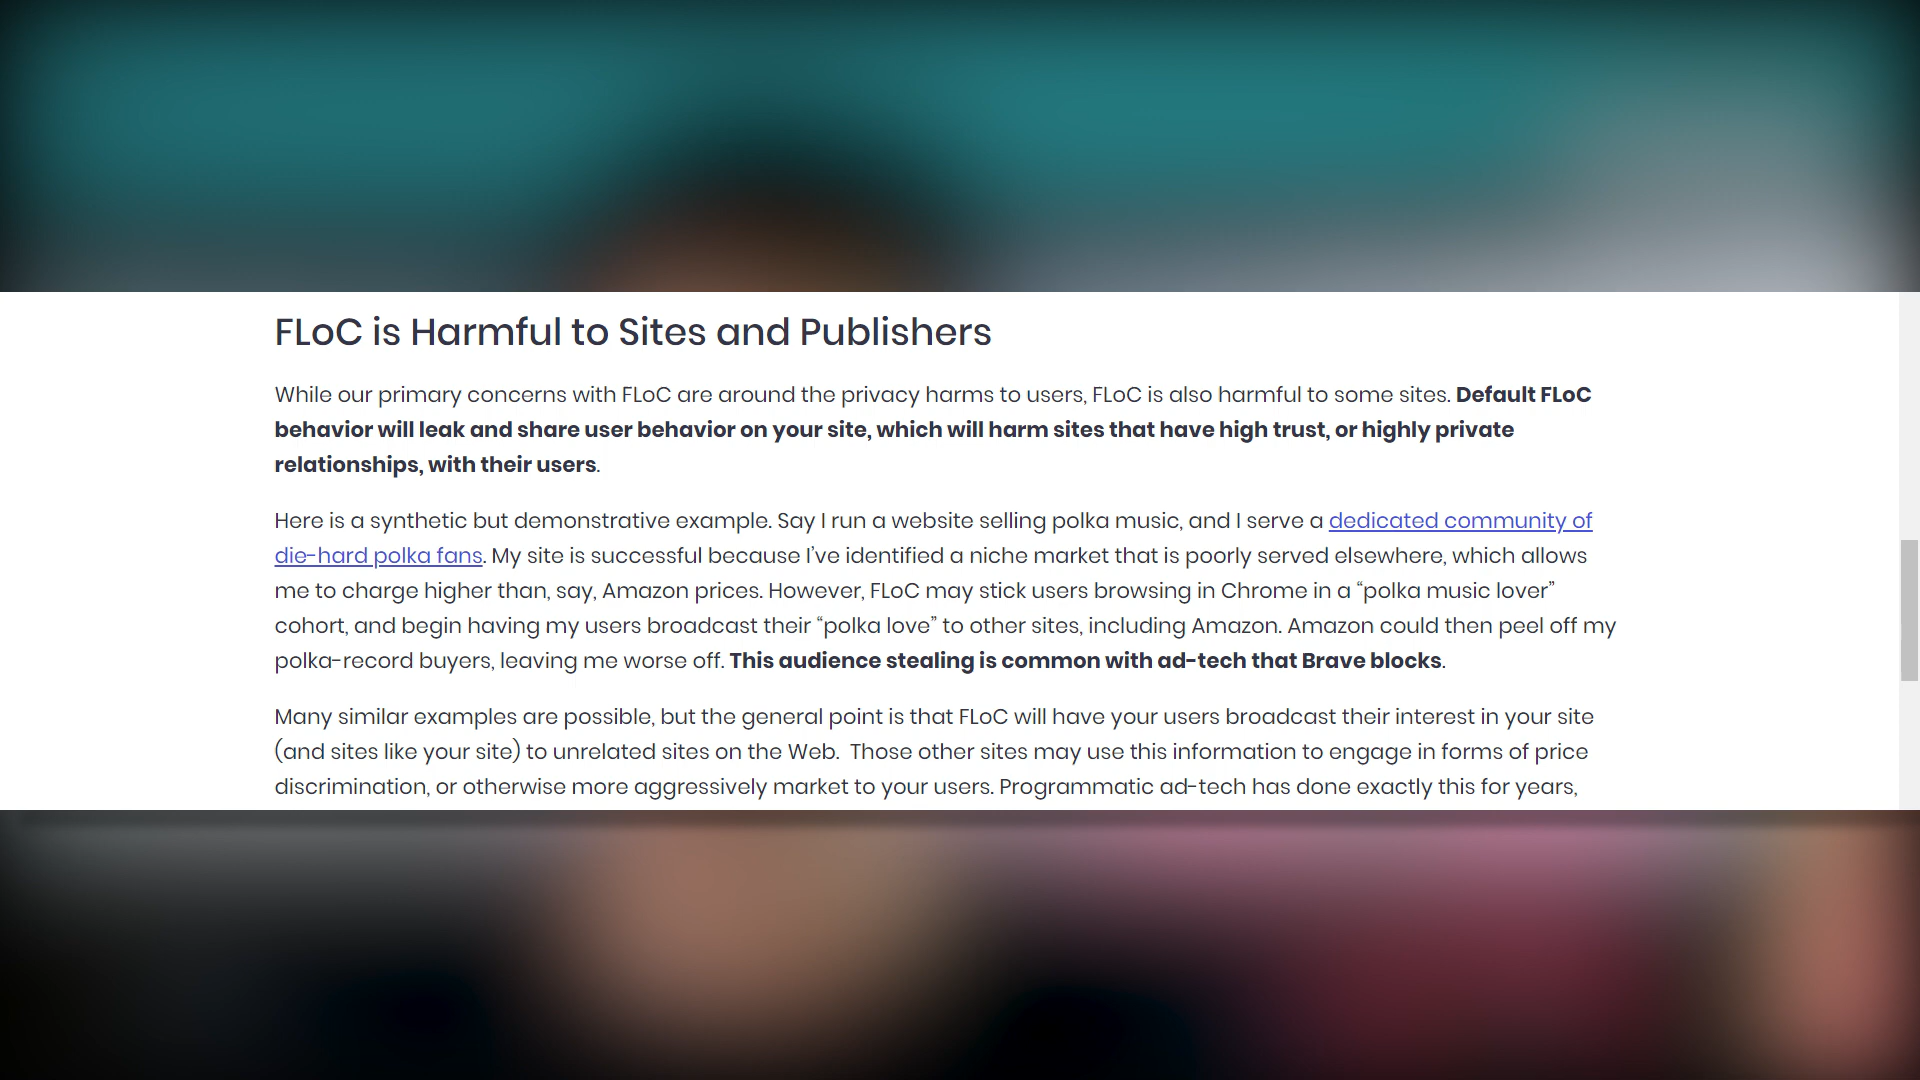 FLoC is Harmful to Sites and Publishers
While our primary concerns with FLoC are around the privacy harms to users, FLoC is also harmful to some sites. Default FLoC
behavior will leak and share user behavior on your site, which will harm sites that have high trust, or highly private
relationships, with their users.
Here is a synthetic but demonstrative example. Say I run a website selling polka music, and I serve a dedicated community of
die-hard polka fans. My site is successful because I’ve identified a niche market that is poorly served elsewhere, which allows
me to charge higher than, say, Amazon prices. However, FLoC may stick users browsing in Chrome in a “polka music lover”
cohort, and begin having my users broadcast their “polka love” to other sites, including Amazon. Amazon could then peel off my
polka-record buyers, leaving me worse off. This audience stealing is common with ad-tech that Brave blocks.
Many similar examples are possible, but the general point is that FLoC will have your users broadcast their interest in your site
(and sites like your site) to unrelated sites on the Web.  Those other sites may use this information to engage in forms of price
discrimination, or otherwise more aggressively market to your users. Programmatic ad-tech has done exactly this for years,